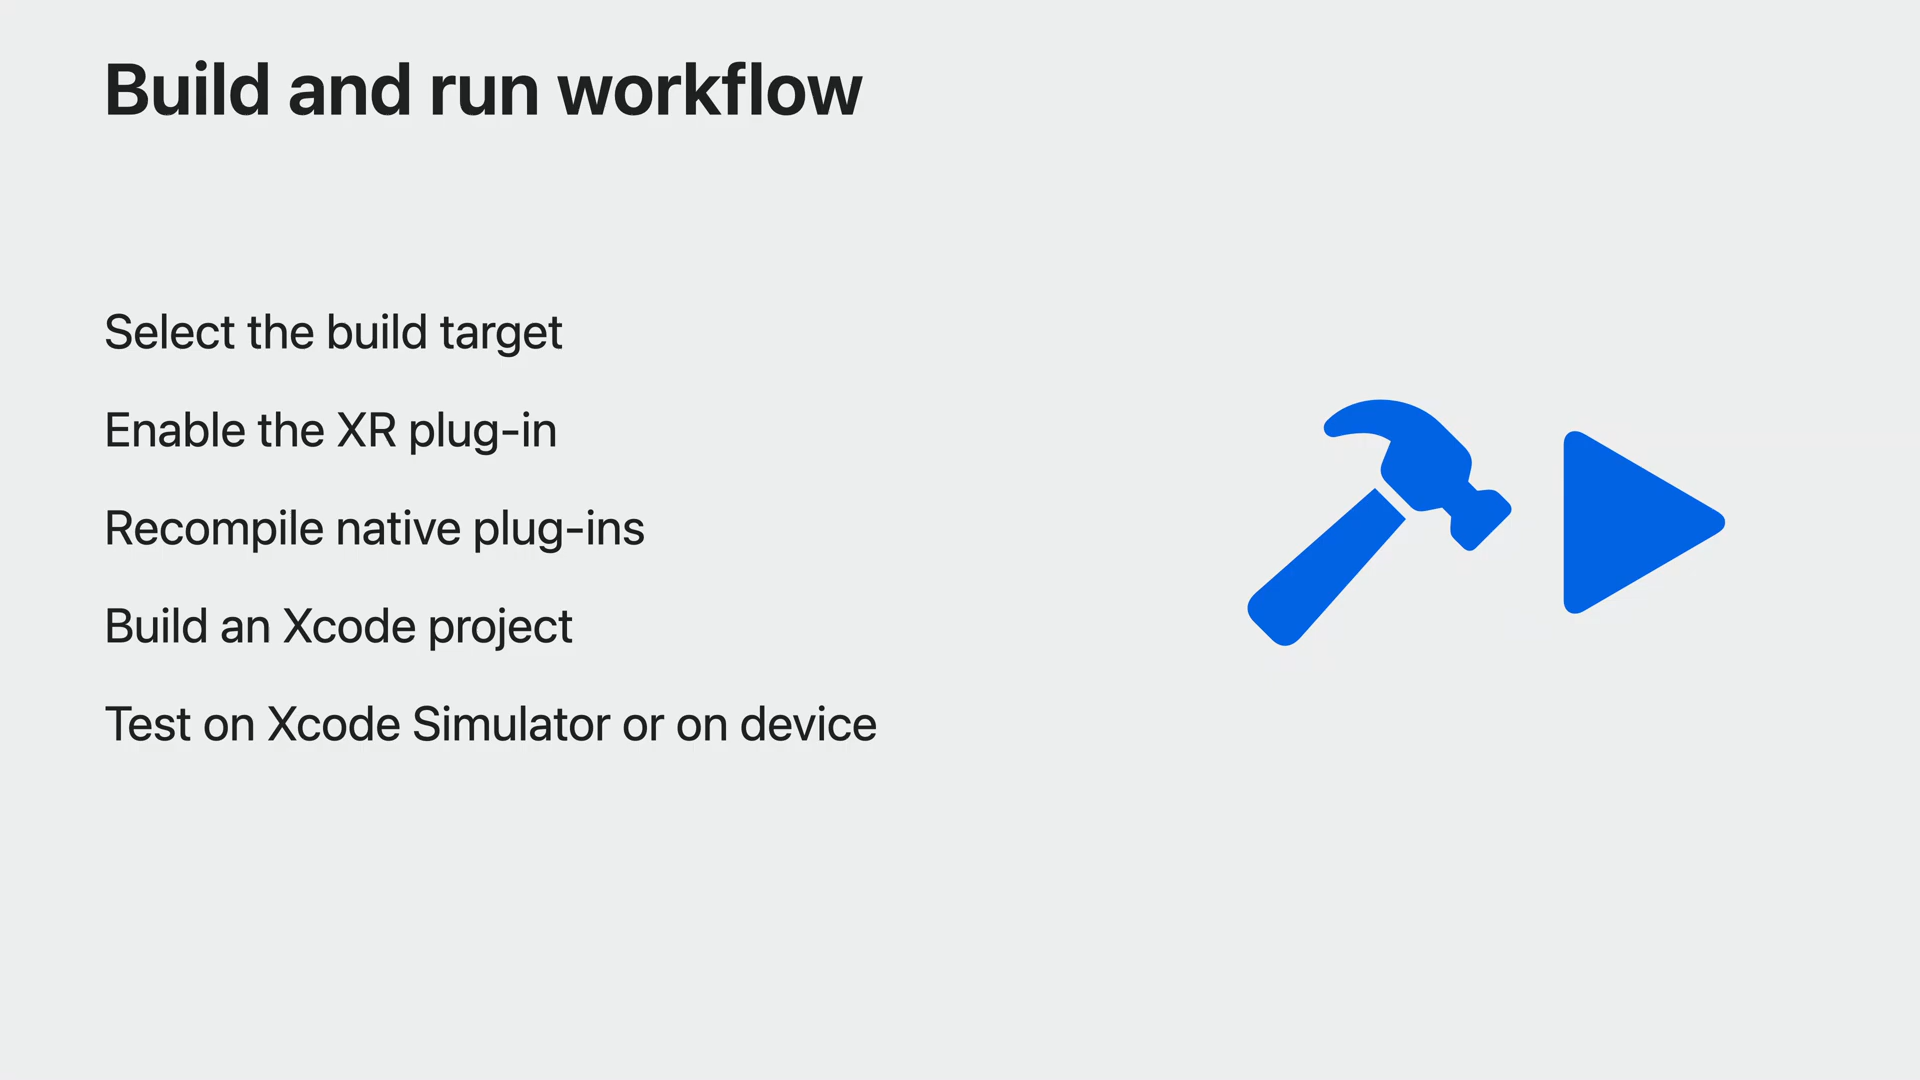 Build and run workflow
Select the build target
Enable the XR plug-in
Recompile native plug-ins
Build an Xcode project
Test on Xcode Simulator or on device